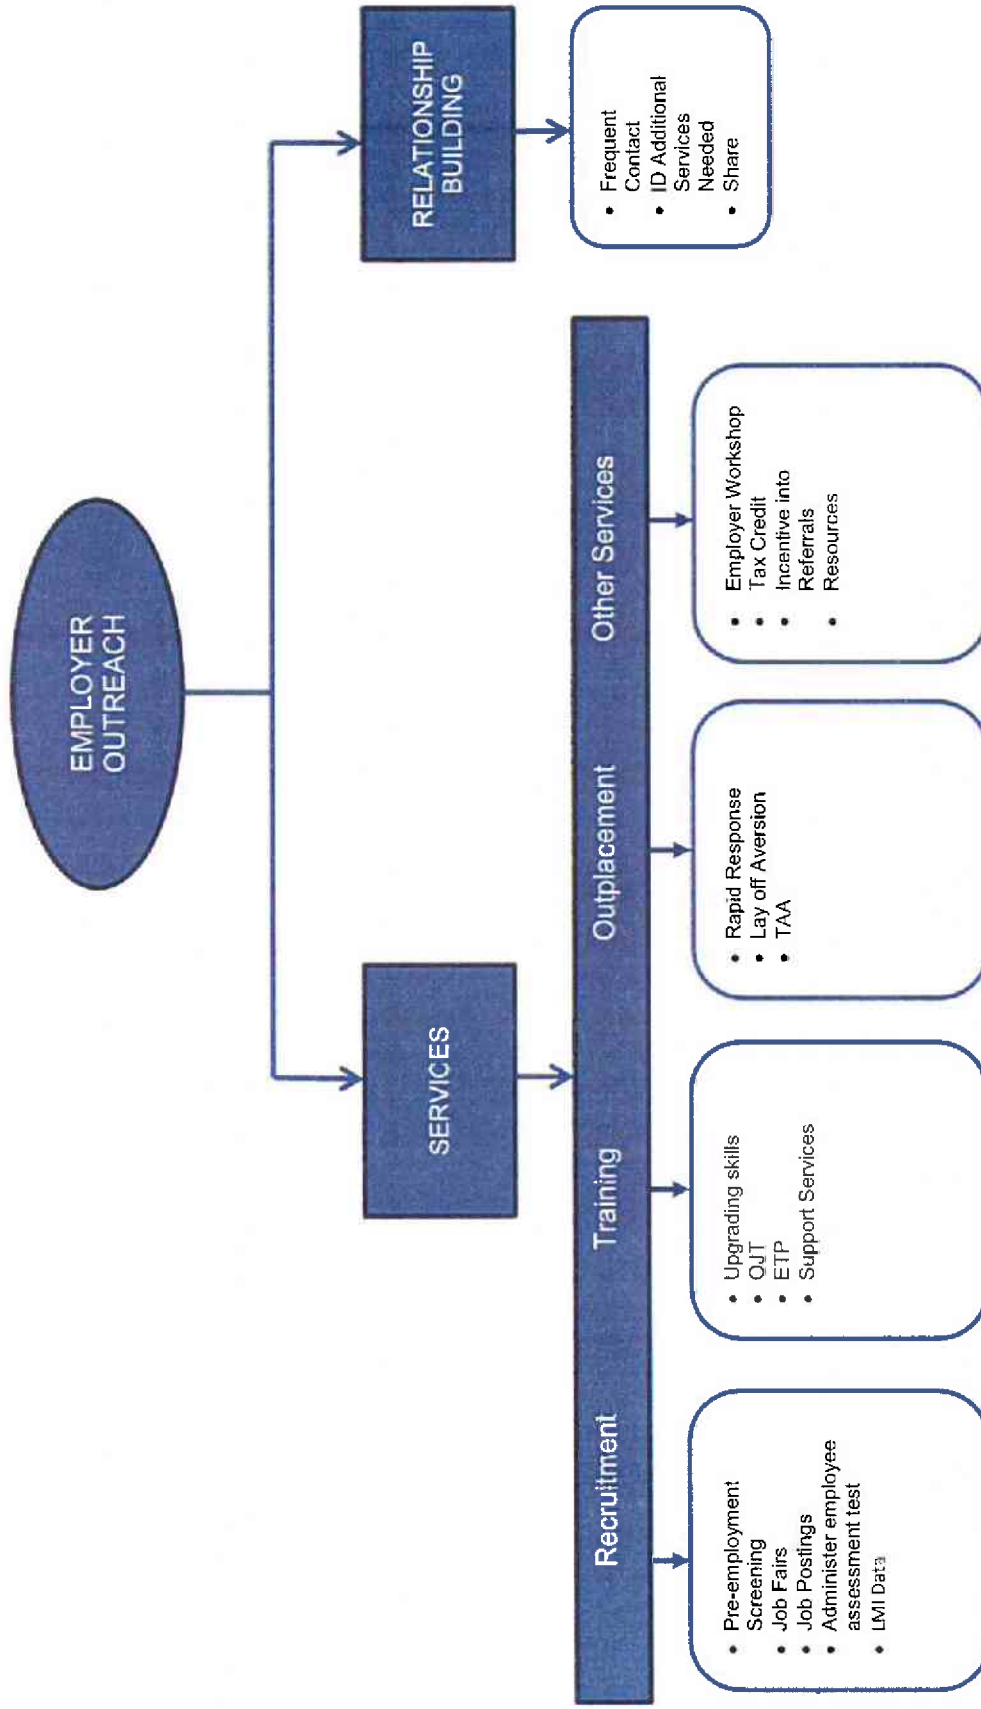 EMPLOYER
OUTREACH
SERVICES
RELATIONSHIP
BUILDING
• Frequent
Contact
• ID Additional
Services
Needed
• Share
Recruitment
Training
Outplacement
Other Services
• Pre-employment
Screening
• Job Fairs
• Job Postings
• Administer employee
assessment test
• LMI Data
• Upgrading skills
• OJT
• ETP
• Support Services
• Rapid Response
• Lay off Aversion
• TAA
• Employer Workshop
• Tax Credit
• Incentive into
Referrals
• Resources